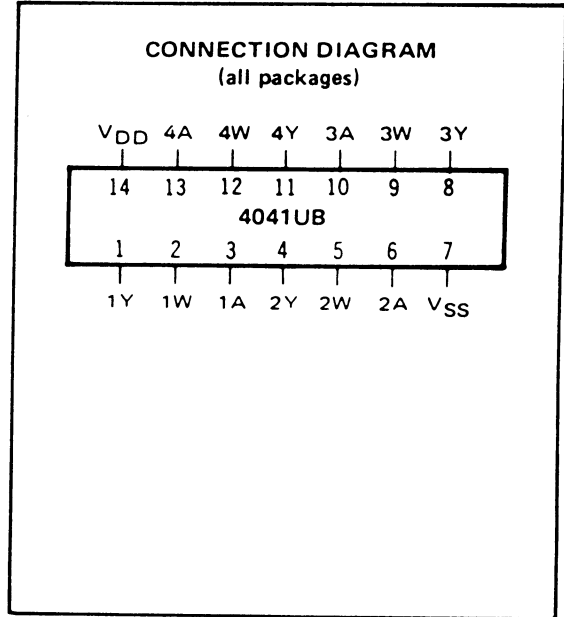 CONNECTION DIAGRAM
(all packages)
VDD 4A 4W 4Y 3A 3W 3Y
14 13 12 11 10 9 8
4041UB
1 2 3 4 5 6 7
1Y 1W 1A 2Y 2W 2A VSS